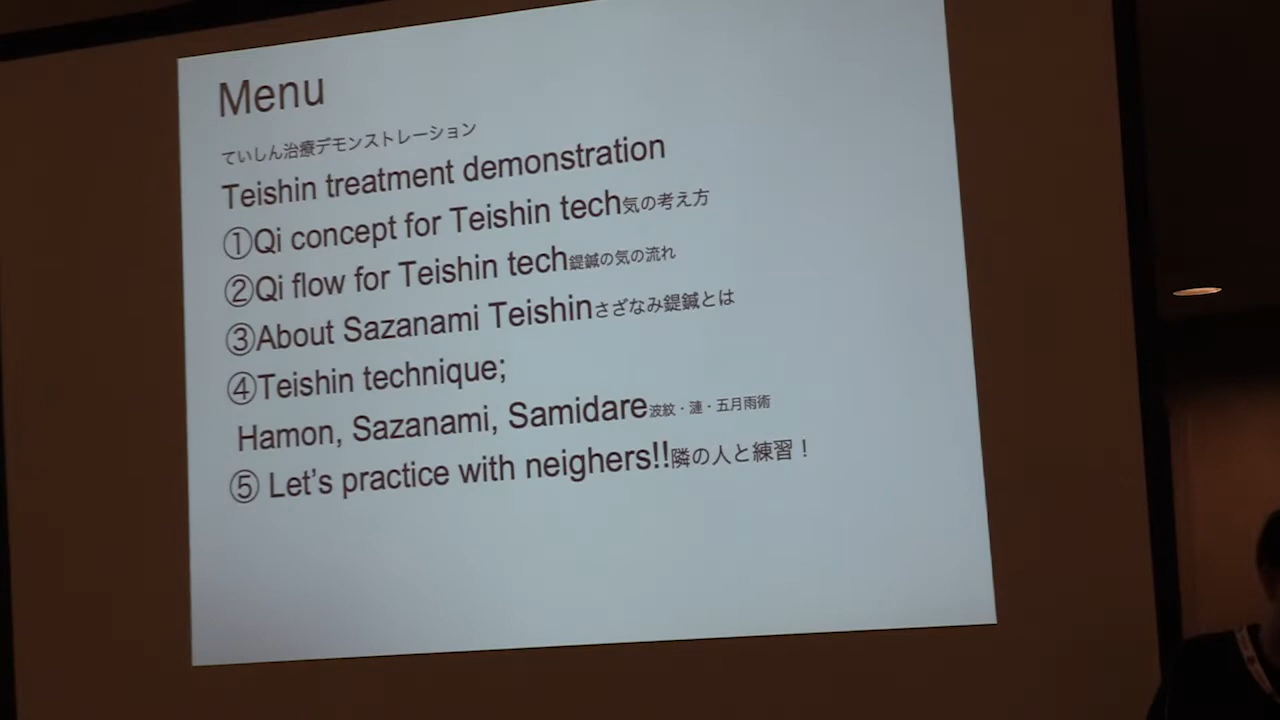 Menu
ていしん治療デモンストレーション
Teishin treatment demonstration
①Qi concept for Teishin tech気の考え方
②Qi flow for Teishin tech鍉鍼の気の流れ
③About Sazanami Teishinさざなみ鍉鍼とは
④Teishin technique;
Hamon, Sazanami, Samidare波紋・漣・五月雨術
⑤ Let's practice with neighers!!隣の人と練習！